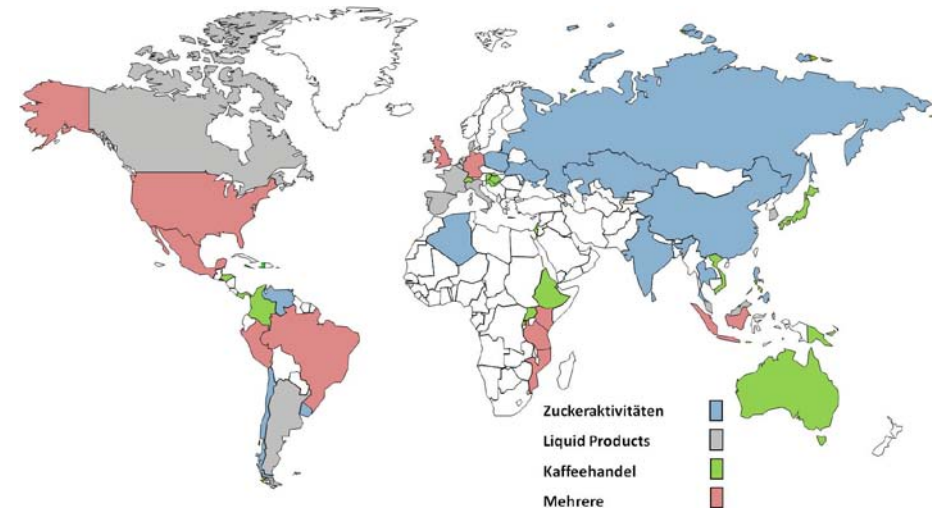 Zuckeraktivitäten
Liquid Products
Kaffeehandel
Mehrere